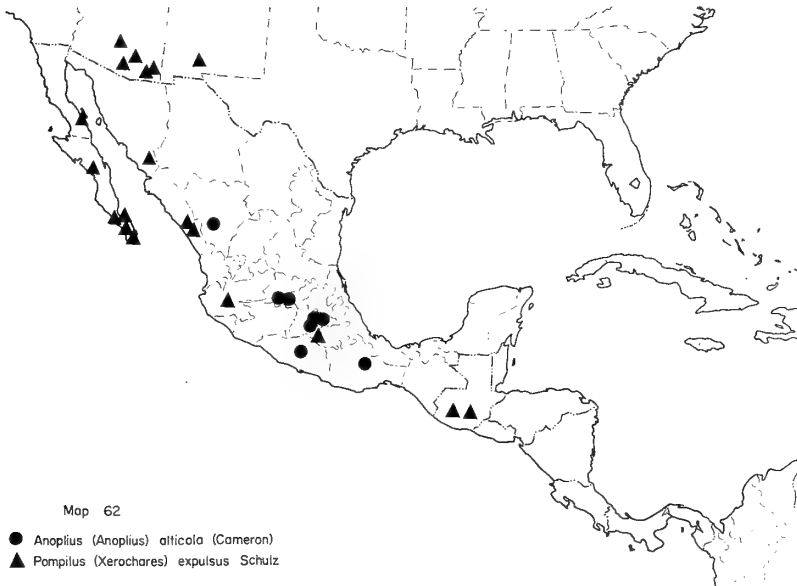 Map 62
Anoplius (Anoplius) alticola (Cameron)
Pompilus (Xerochares) expulsus Schulz